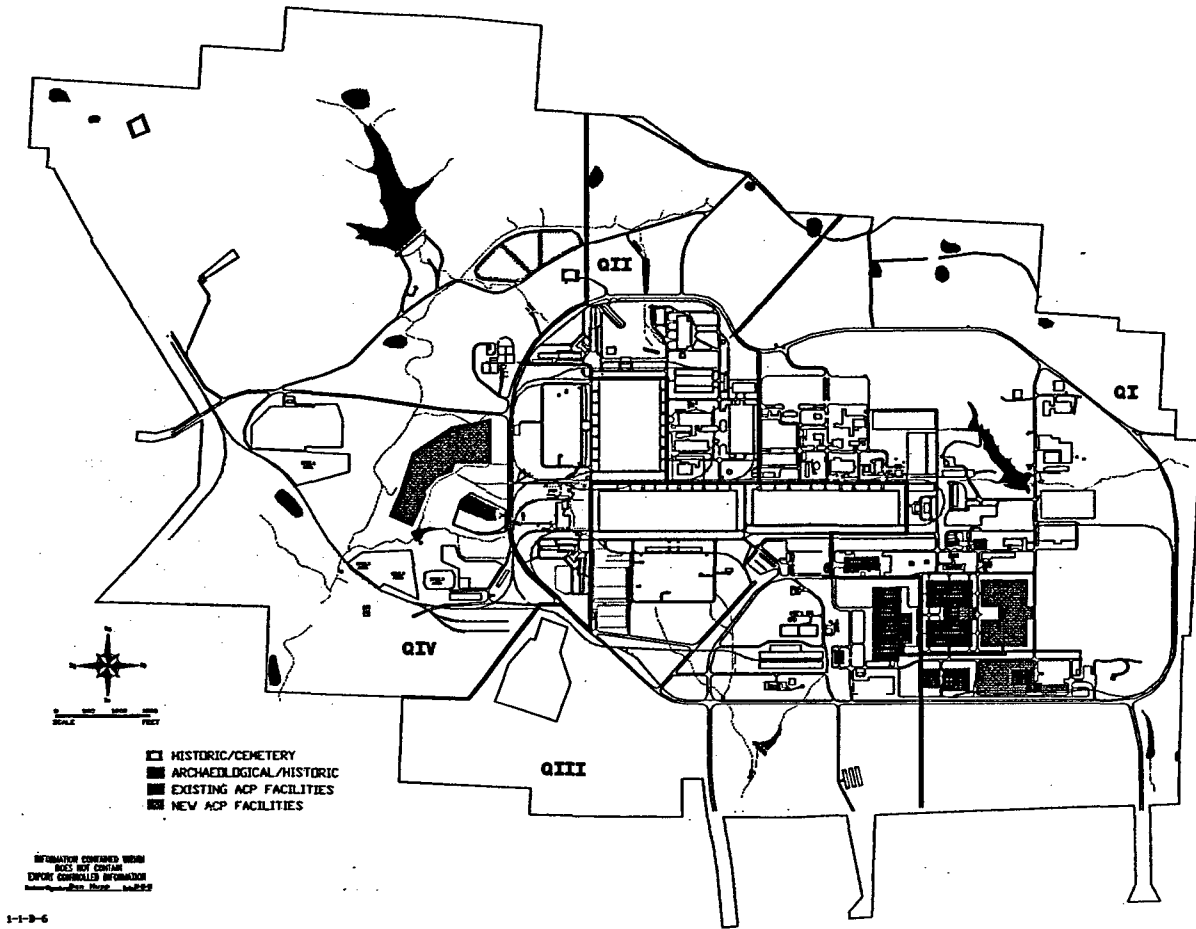 QII
QI
QIV
QIII
SCALE
FEET
HISTORIC/CEMETERY
ARCHAEOLOGICAL/HISTORIC
EXISTING ACP FACILITIES
NEW ACP FACILITIES
INFORMATION CONTAINED WITHIN
DOES NOT CONTAIN
EXPORT CONTROLLED INFORMATION
1-1-B-6